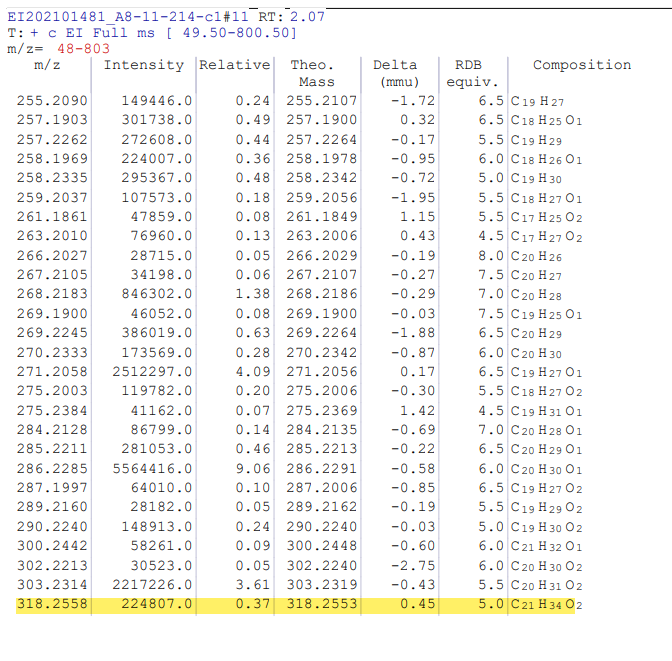 EI202101481_A8-11-214-c1#11 RT: 2.07
T: + c EI Full ms [ 49.50-800.50]
m/z= 48-803
m/z Intensity Relative Theo. Delta RDB Composition
Mass (mmu) equiv.
255.2090 149446.0 0.24 255.2107 -1.72 6.5 C19 H27
257.1903 301738.0 0.49 257.1900 0.32 6.5 C18 H25 O1
257.2262 272608.0 0.44 257.2264 -0.17 5.5 C19 H29
258.1969 224007.0 0.36 258.1978 -0.95 6.0 C18 H26 O1
258.2335 295367.0 0.48 258.2342 -0.72 5.0 C19 H30
259.2037 107573.0 0.18 259.2056 -1.95 5.5 C18 H27 O1
261.1861 47859.0 0.08 261.1849 1.15 5.5 C17 H25 O2
263.2010 76960.0 0.13 263.2006 0.43 4.5 C17 H27 O2
266.2027 28715.0 0.05 266.2029 -0.19 8.0 C20 H26
267.2105 34198.0 0.06 267.2107 -0.27 7.5 C20 H27
268.2183 846302.0 1.38 268.2186 -0.29 7.0 C20 H28
269.1900 46052.0 0.08 269.1900 -0.03 7.5 C19 H25 O1
269.2245 386019.0 0.63 269.2264 -1.88 6.5 C20 H29
270.2333 173569.0 0.28 270.2342 -0.87 6.0 C20 H30
271.2058 2512297.0 4.09 271.2056 0.17 6.5 C19 H27 O1
275.2003 119782.0 0.20 275.2006 -0.30 5.5 C18 H27 O2
275.2384 41162.0 0.07 275.2369 1.42 4.5 C19 H31 O1
284.2128 86799.0 0.14 284.2135 -0.69 7.0 C20 H28 O1
285.2211 281053.0 0.46 285.2213 -0.22 6.5 C20 H29 O1
286.2285 5564416.0 9.06 286.2291 -0.58 6.0 C20 H30 O1
287.1997 64010.0 0.10 287.2006 -0.85 6.5 C19 H27 O2
289.2160 28182.0 0.05 289.2162 -0.19 5.5 C19 H29 O2
290.2240 148913.0 0.24 290.2240 -0.03 5.0 C19 H30 O2
300.2442 58261.0 0.09 300.2448 -0.60 6.0 C21 H32 O1
302.2213 30523.0 0.05 302.2240 -2.75 6.0 C20 H30 O2
303.2314 2217226.0 3.61 303.2319 -0.43 5.5 C20 H31 O2
318.2558 224807.0 0.37 318.2553 0.45 5.0 C21 H34 O2